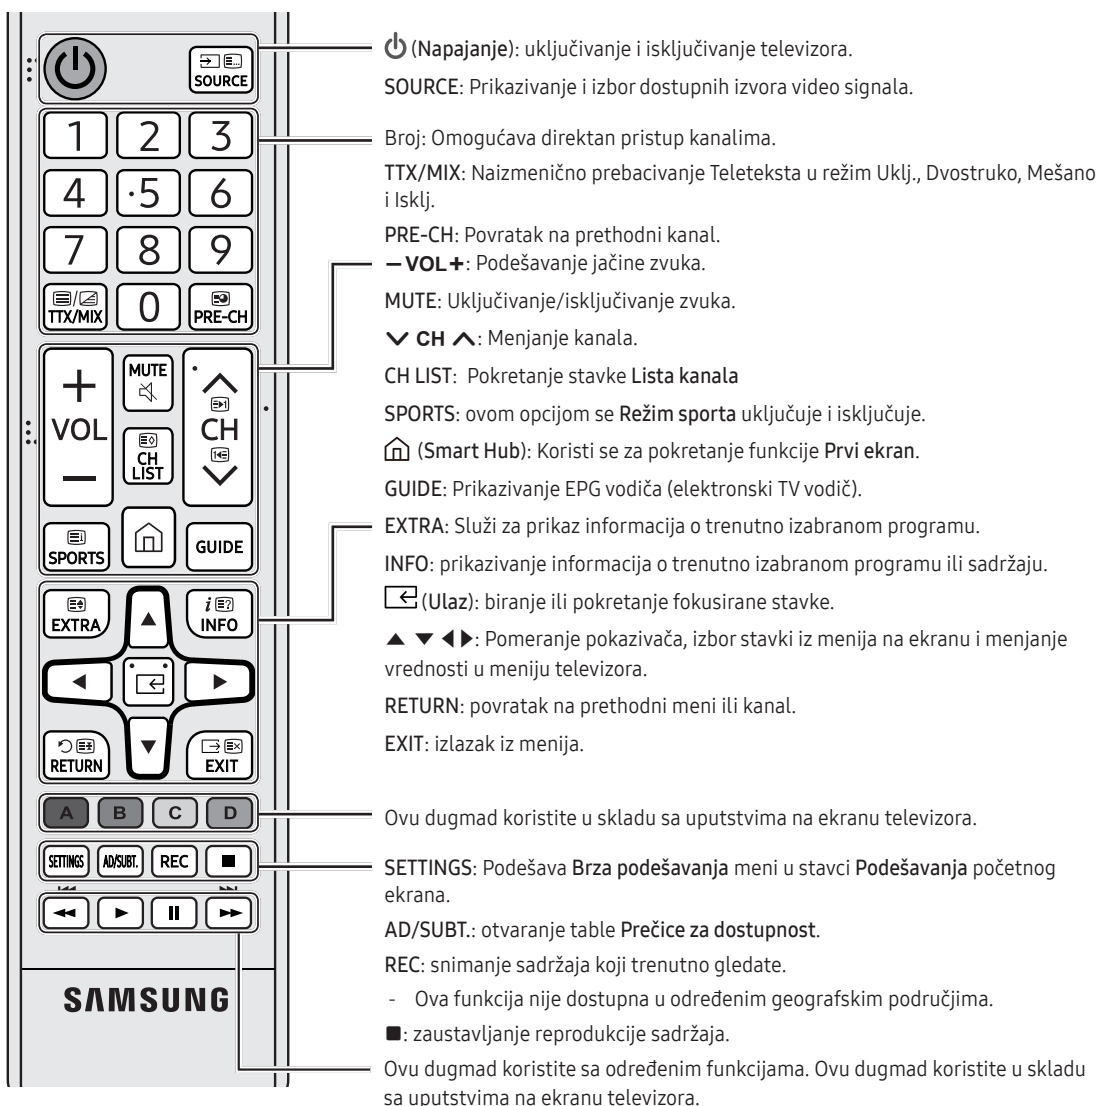 SOURCE
1 2 3
4 ·5 6
7 8 9
TTX/MIX 0 PRE-CH
+ VOL —
MUTE
CH LIST
CH
SPORTS
GUIDE
EXTRA
INFO
RETURN
EXIT
A B C D
SETTINGS AD/SUBT. REC
SAMSUNG
(Napajanje): uključivanje i isključivanje televizora.
SOURCE: Prikazivanje i izbor dostupnih izvora video signala.
Broj: Omogućava direktan pristup kanalima.
TTX/MIX: Naizmenično prebacivanje Teleteksta u režim Uklj., Dvostruko, Mešano
i Isklj.
PRE-CH: Povratak na prethodni kanal.
– VOL +: Podešavanje jačine zvuka.
MUTE: Uključivanje/isključivanje zvuka.
CH : Menjanje kanala.
CH LIST: Pokretanje stavke Lista kanala
SPORTS: ovom opcijom se Režim sporta uključuje i isključuje.
(Smart Hub): Koristi se za pokretanje funkcije Prvi ekran.
GUIDE: Prikazivanje EPG vodiča (elektronski TV vodič).
EXTRA: Služi za prikaz informacija o trenutno izabranom programu.
INFO: prikazivanje informacija o trenutno izabranom programu ili sadržaju.
(Ulaz): biranje ili pokretanje fokusirane stavke.
▲ ▼ ◀ ▶: Pomeranje pokazivača, izbor stavki iz menija na ekranu i menjanje
vrednosti u meniju televizora.
RETURN: povratak na prethodni meni ili kanal.
EXIT: izlazak iz menija.
Ovu dugmad koristite u skladu sa uputstvima na ekranu televizora.
SETTINGS: Podešava Brza podešavanja meni u stavci Podešavanja početnog
ekrana.
AD/SUBT.: otvaranje table Prečice za dostupnost.
REC: snimanje sadržaja koji trenutno gledate.
- Ova funkcija nije dostupna u određenim geografskim područjima.
■: zaustavljanje reprodukcije sadržaja.
Ovu dugmad koristite sa određenim funkcijama. Ovu dugmad koristite u skladu
sa uputstvima na ekranu televizora.